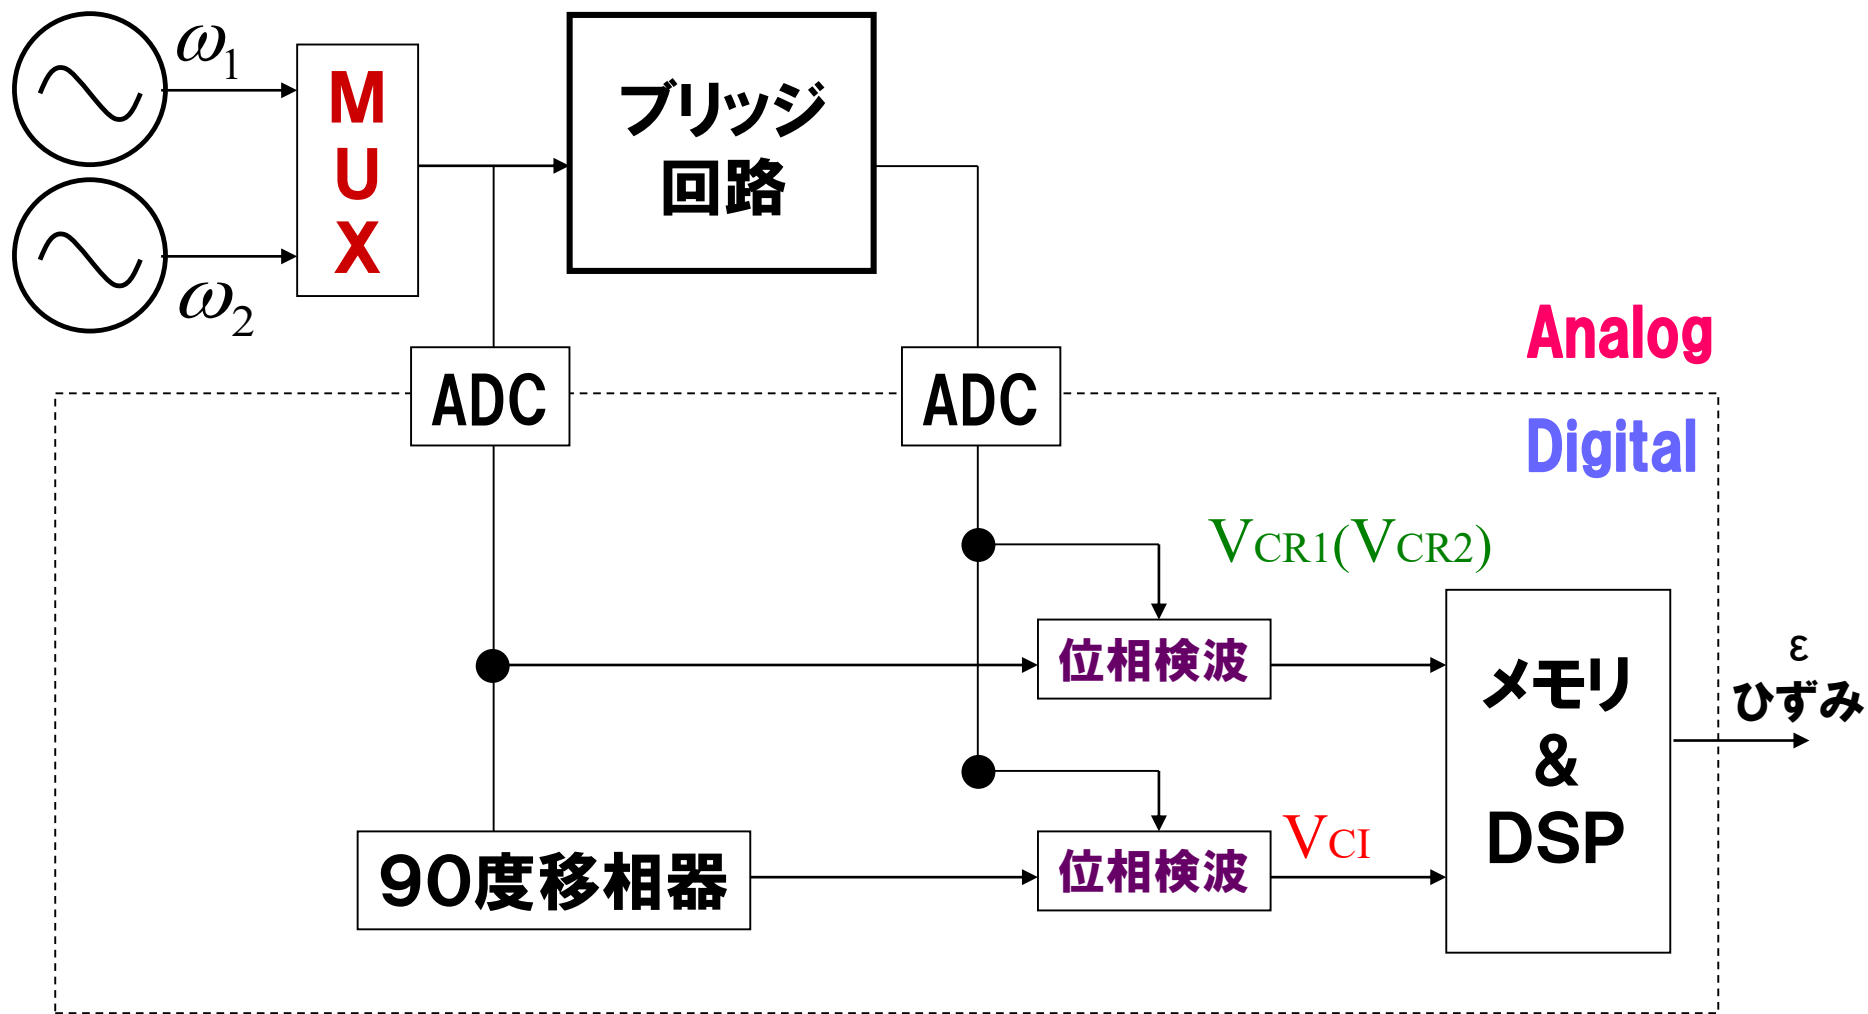 ω1
ω2
MUX
ブリッジ
回路
ADC
ADC
Analog
Digital
VCR1(VCR2)
位相検波
メモリ
&
DSP
ε
ひずみ
90度移相器
位相検波
VCI